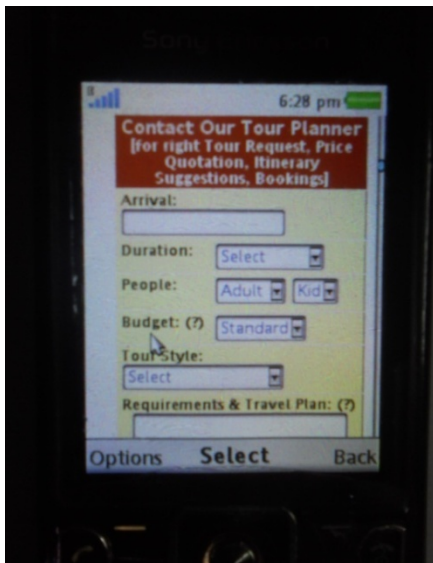 6:28 pm
Contact Our Tour Planner
[for right Tour Request, Price
Quotation, Itinerary
Suggestions, Bookings]
Arrival:
Duration: Select
People: Adult Kid
Budget: (?) Standard
Tour Style:
Select
Requirements & Travel Plan: (?)
Options Select Back